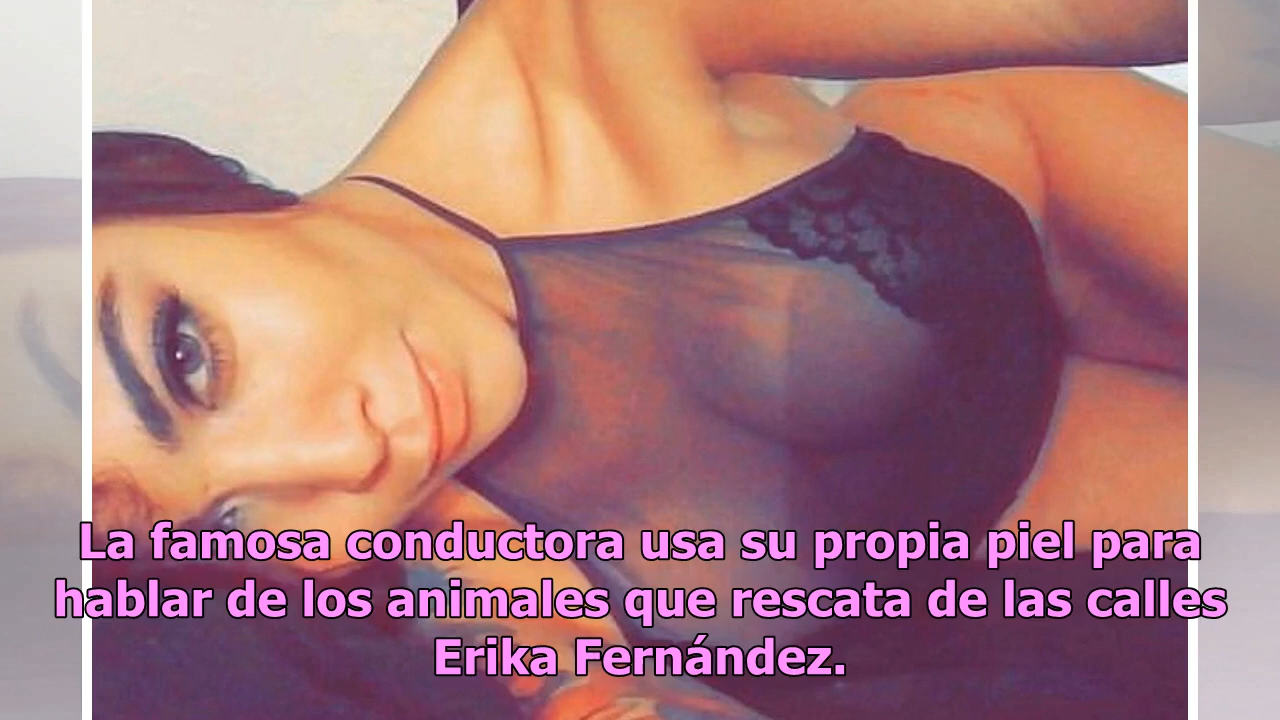 La famosa conductora usa su propia piel para
hablar de los animales que rescata de las calles
Erika Fernández.